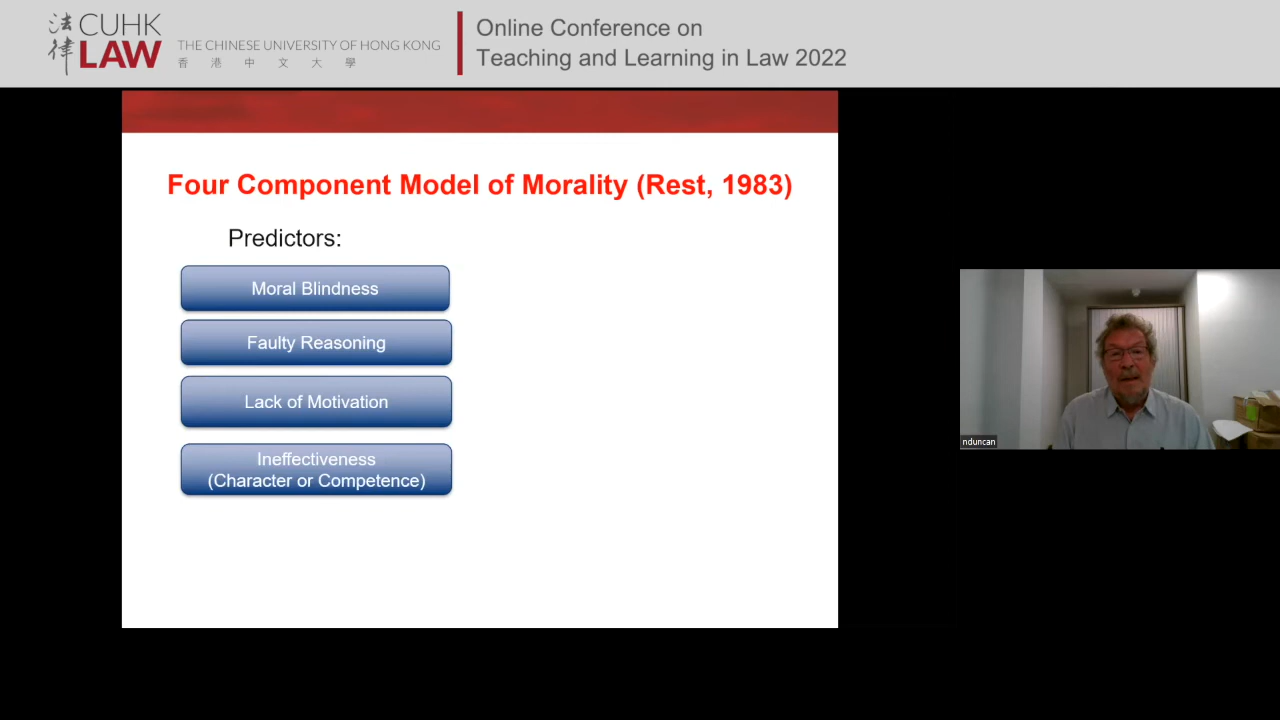 法律
CUHK
LAW
THE CHINESE UNIVERSITY OF HONG KONG
香港中文大學
Online Conference on
Teaching and Learning in Law 2022
Four Component Model of Morality (Rest, 1983)
Predictors:
Moral Blindness
Faulty Reasoning
Lack of Motivation
Ineffectiveness
(Character or Competence)
nduncan